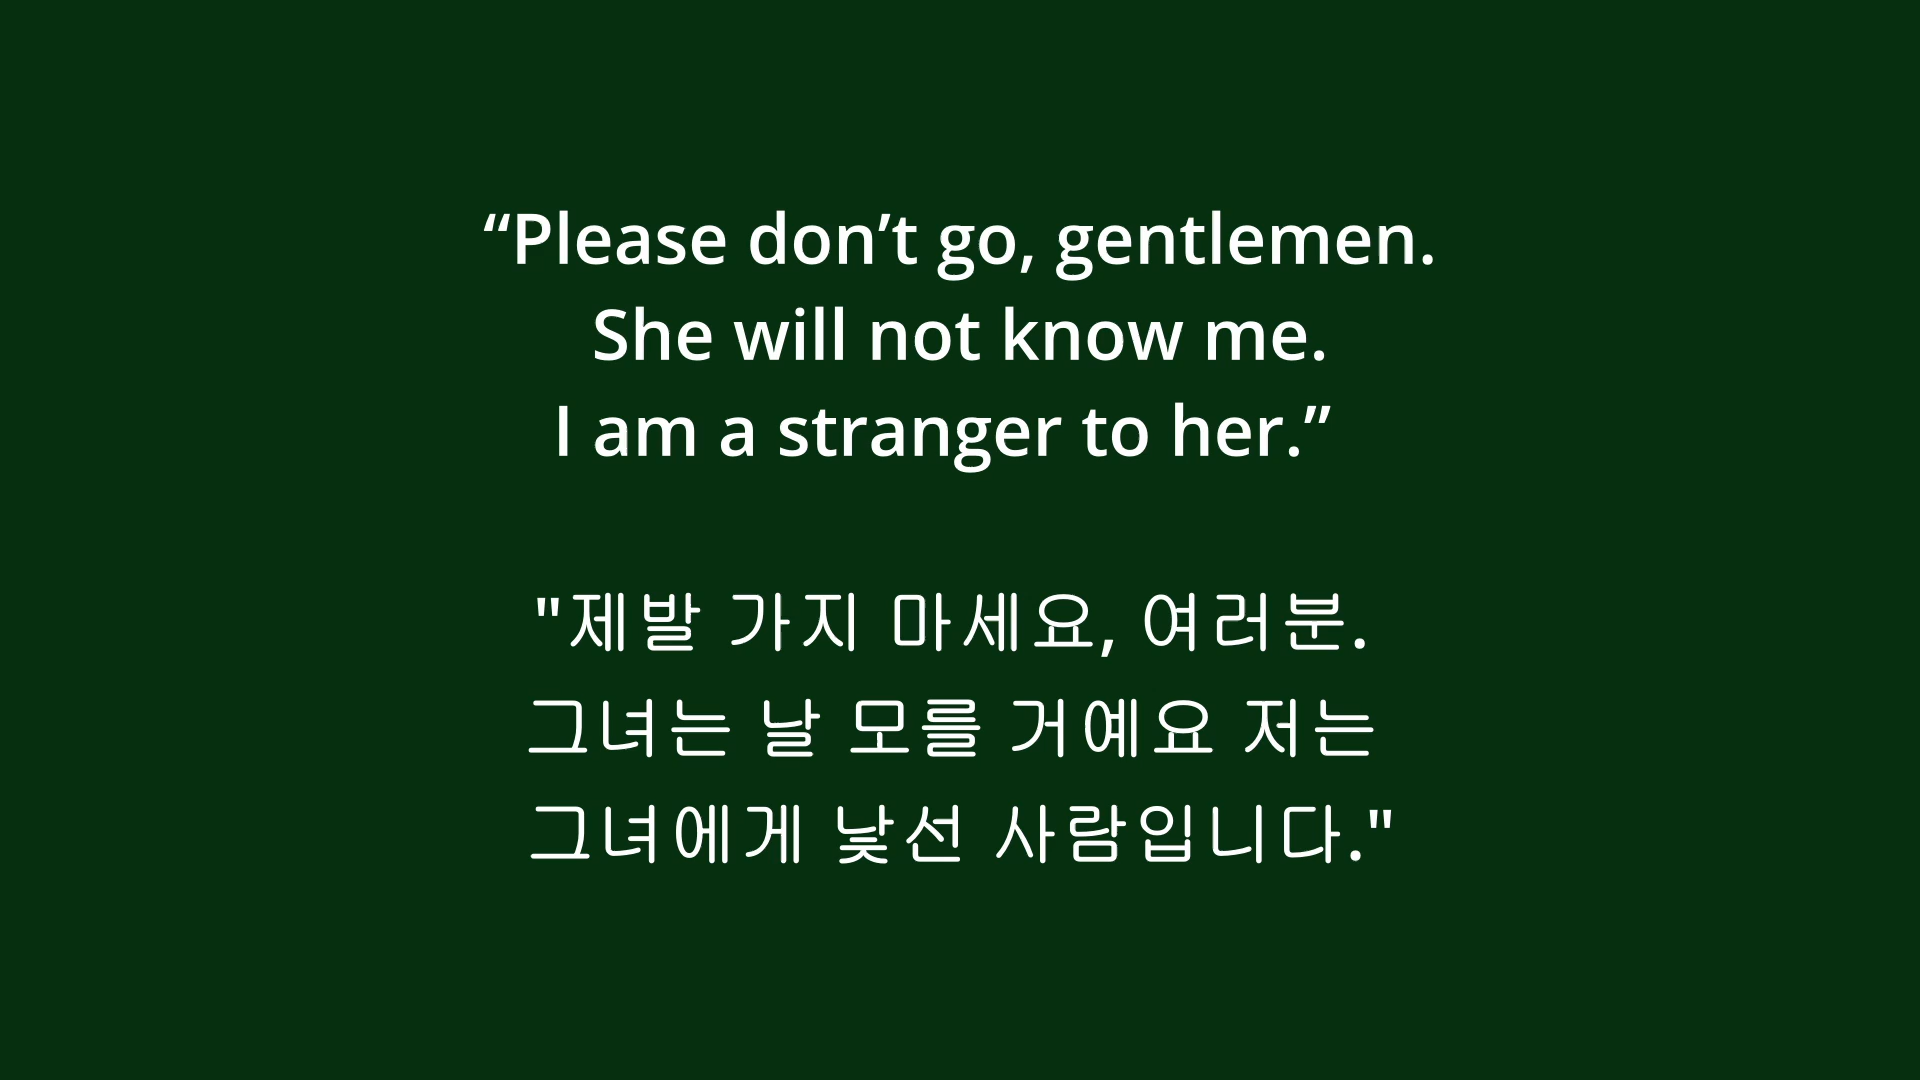 “Please don’t go, gentlemen.
She will not know me.
I am a stranger to her.”
"제발 가지 마세요, 여러분.
그녀는 날 모를 거예요 저는
그녀에게 낯선 사람입니다."